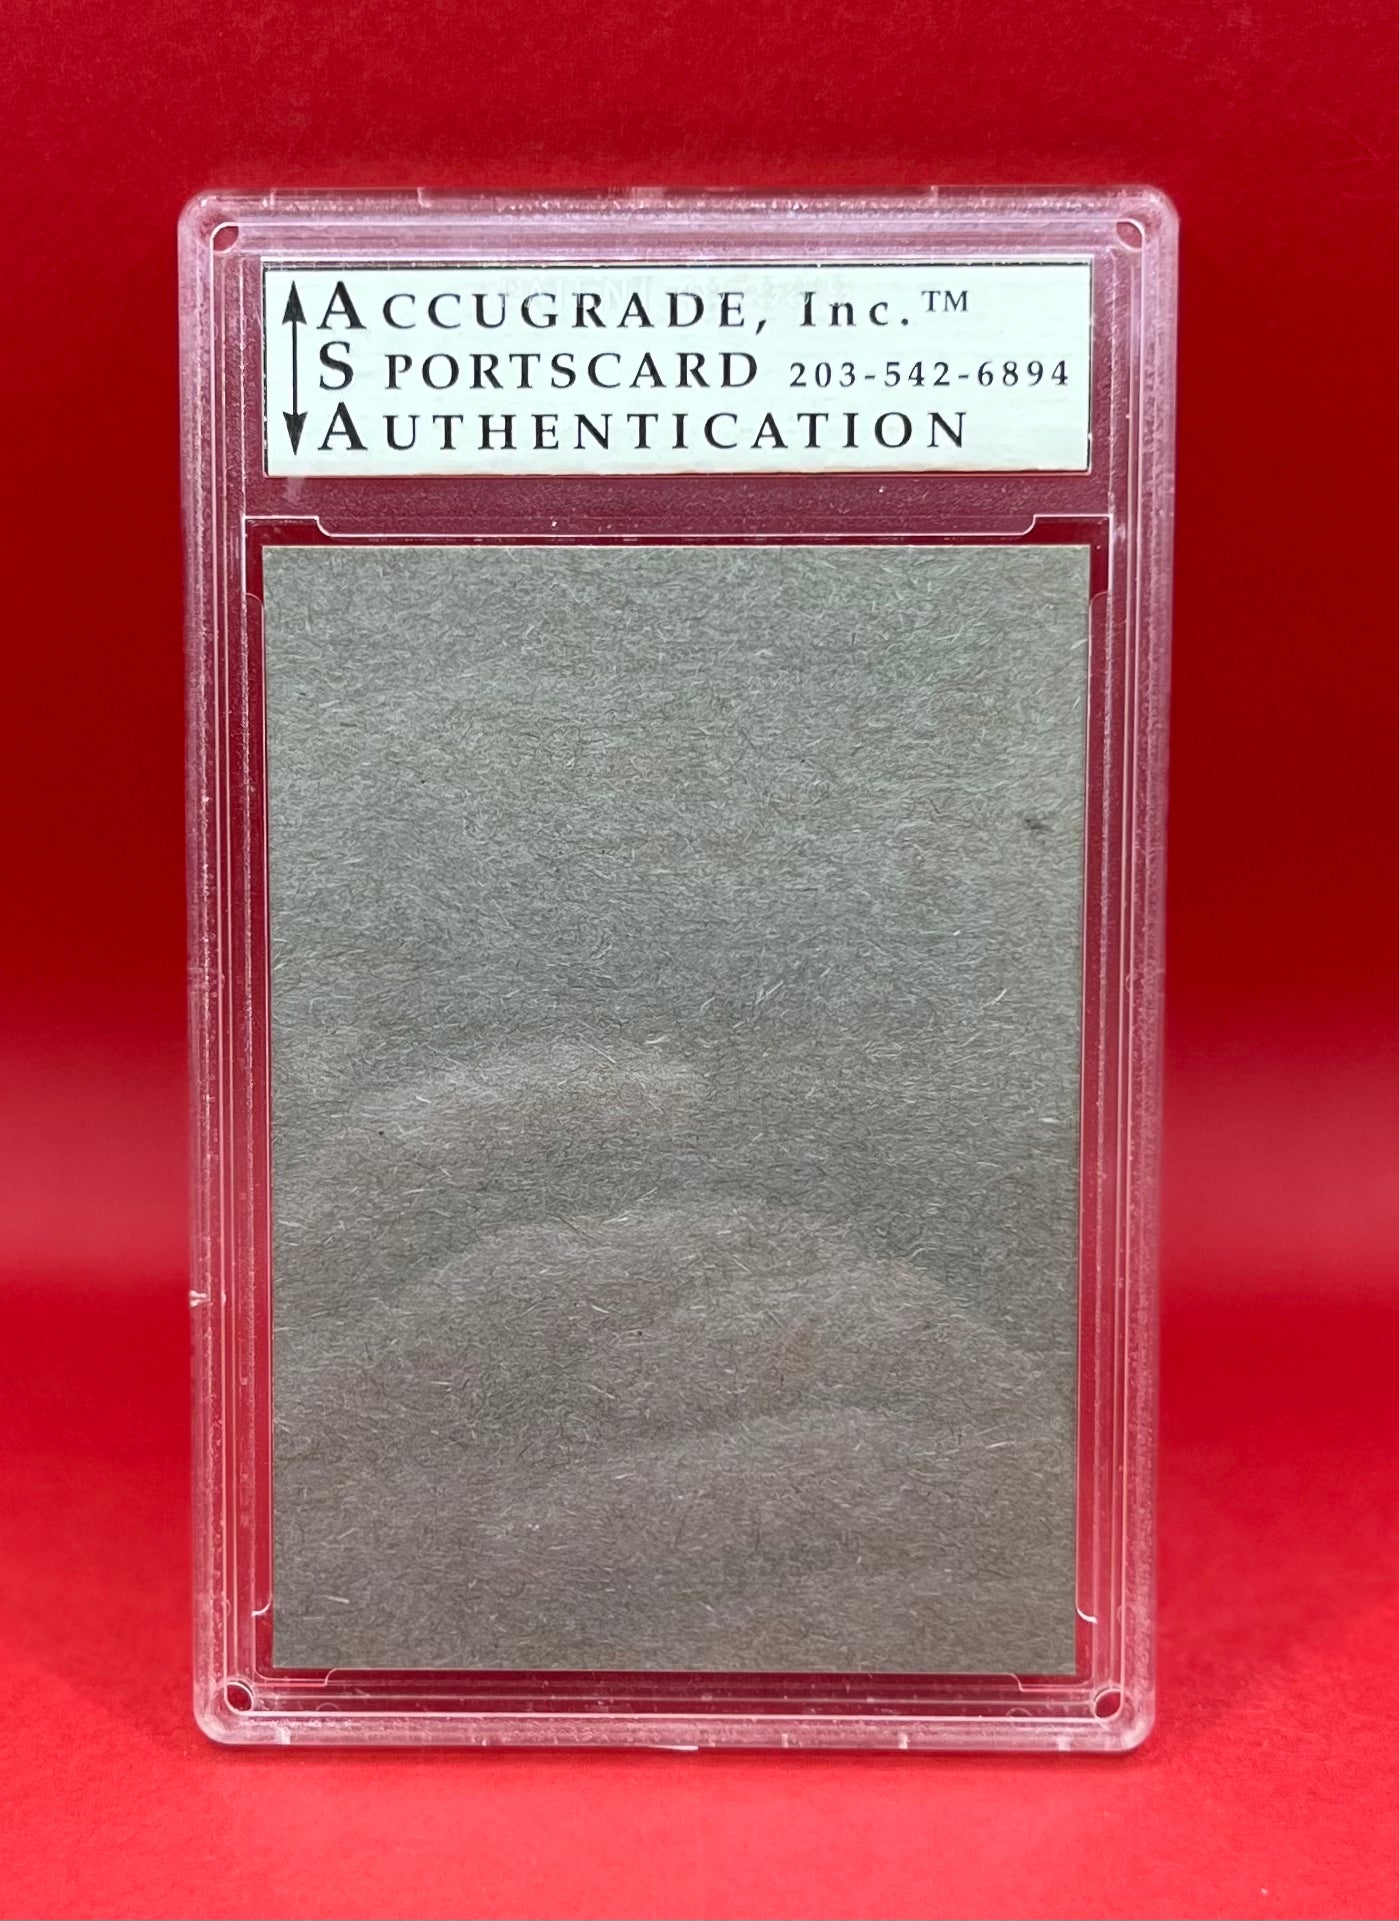 ACCUGRADE, Inc.™
SPORTSCARD 203-542-6894
AUTHENTICATION